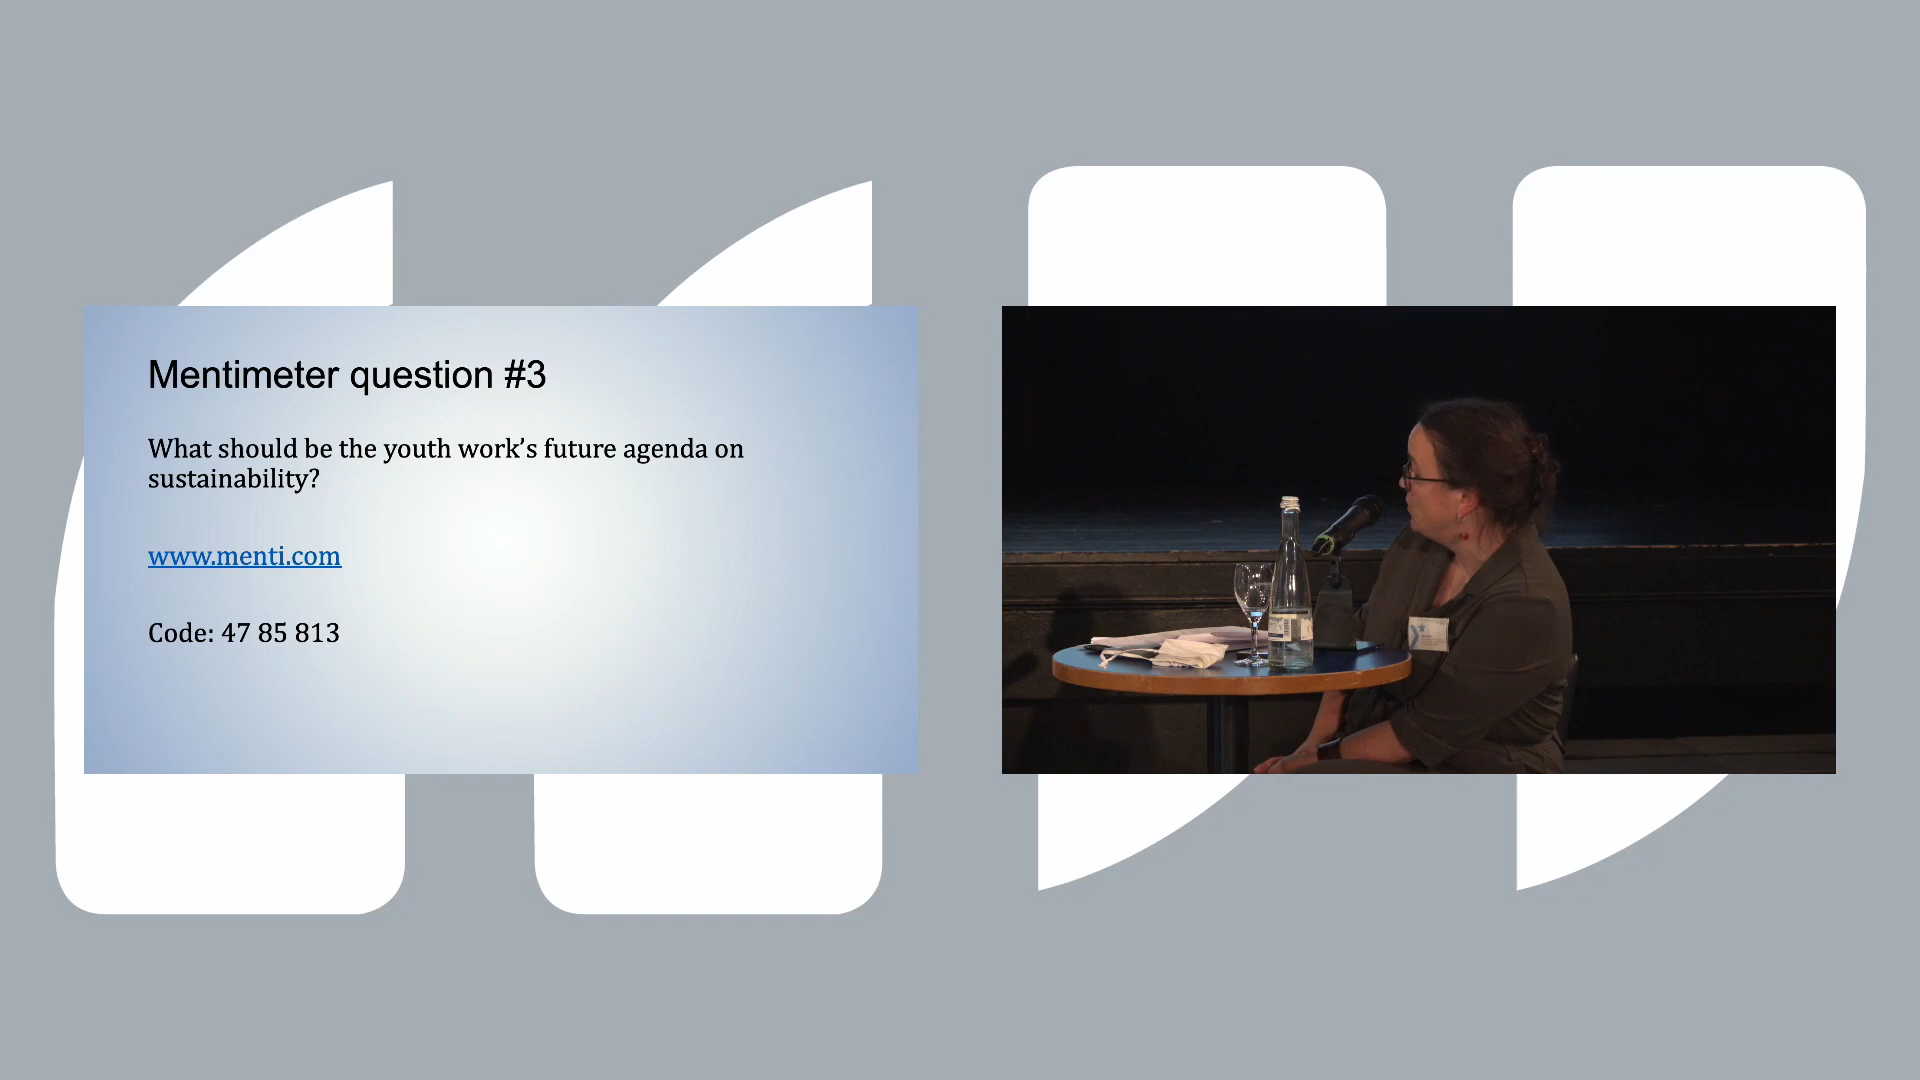 Mentimeter question #3
What should be the youth work’s future agenda on
sustainability?
www.menti.com
Code: 47 85 813